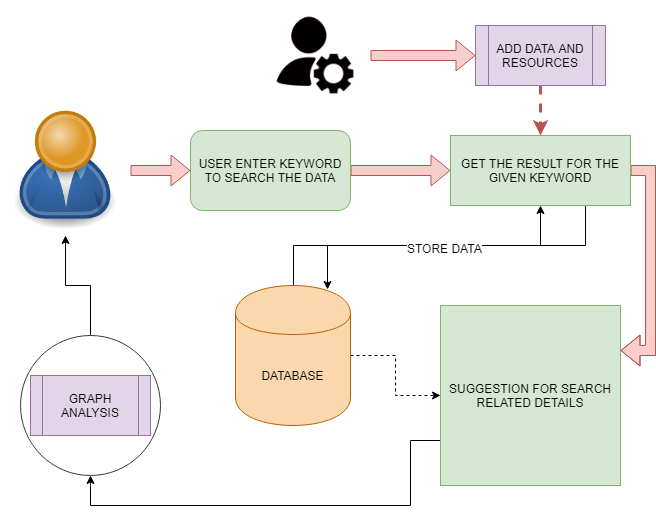 ADD DATA AND
RESOURCES
USER ENTER KEYWORD
TO SEARCH THE DATA
GET THE RESULT FOR THE
GIVEN KEYWORD
STORE DATA
DATABASE
SUGGESTION FOR SEARCH
RELATED DETAILS
GRAPH
ANALYSIS